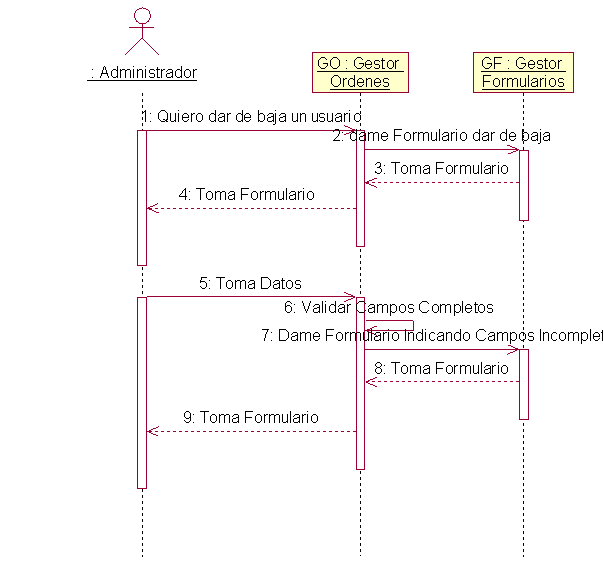 : Administrador
GO : Gestor
Ordenes
GF : Gestor
Formularios
1: Quiero dar de baja un usuario
2: dame Formulario dar de baja
3: Toma Formulario
4: Toma Formulario
5: Toma Datos
6: Validar Campos Completos
7: Dame Formulario Indicando Campos Incomplet
8: Toma Formulario
9: Toma Formulario